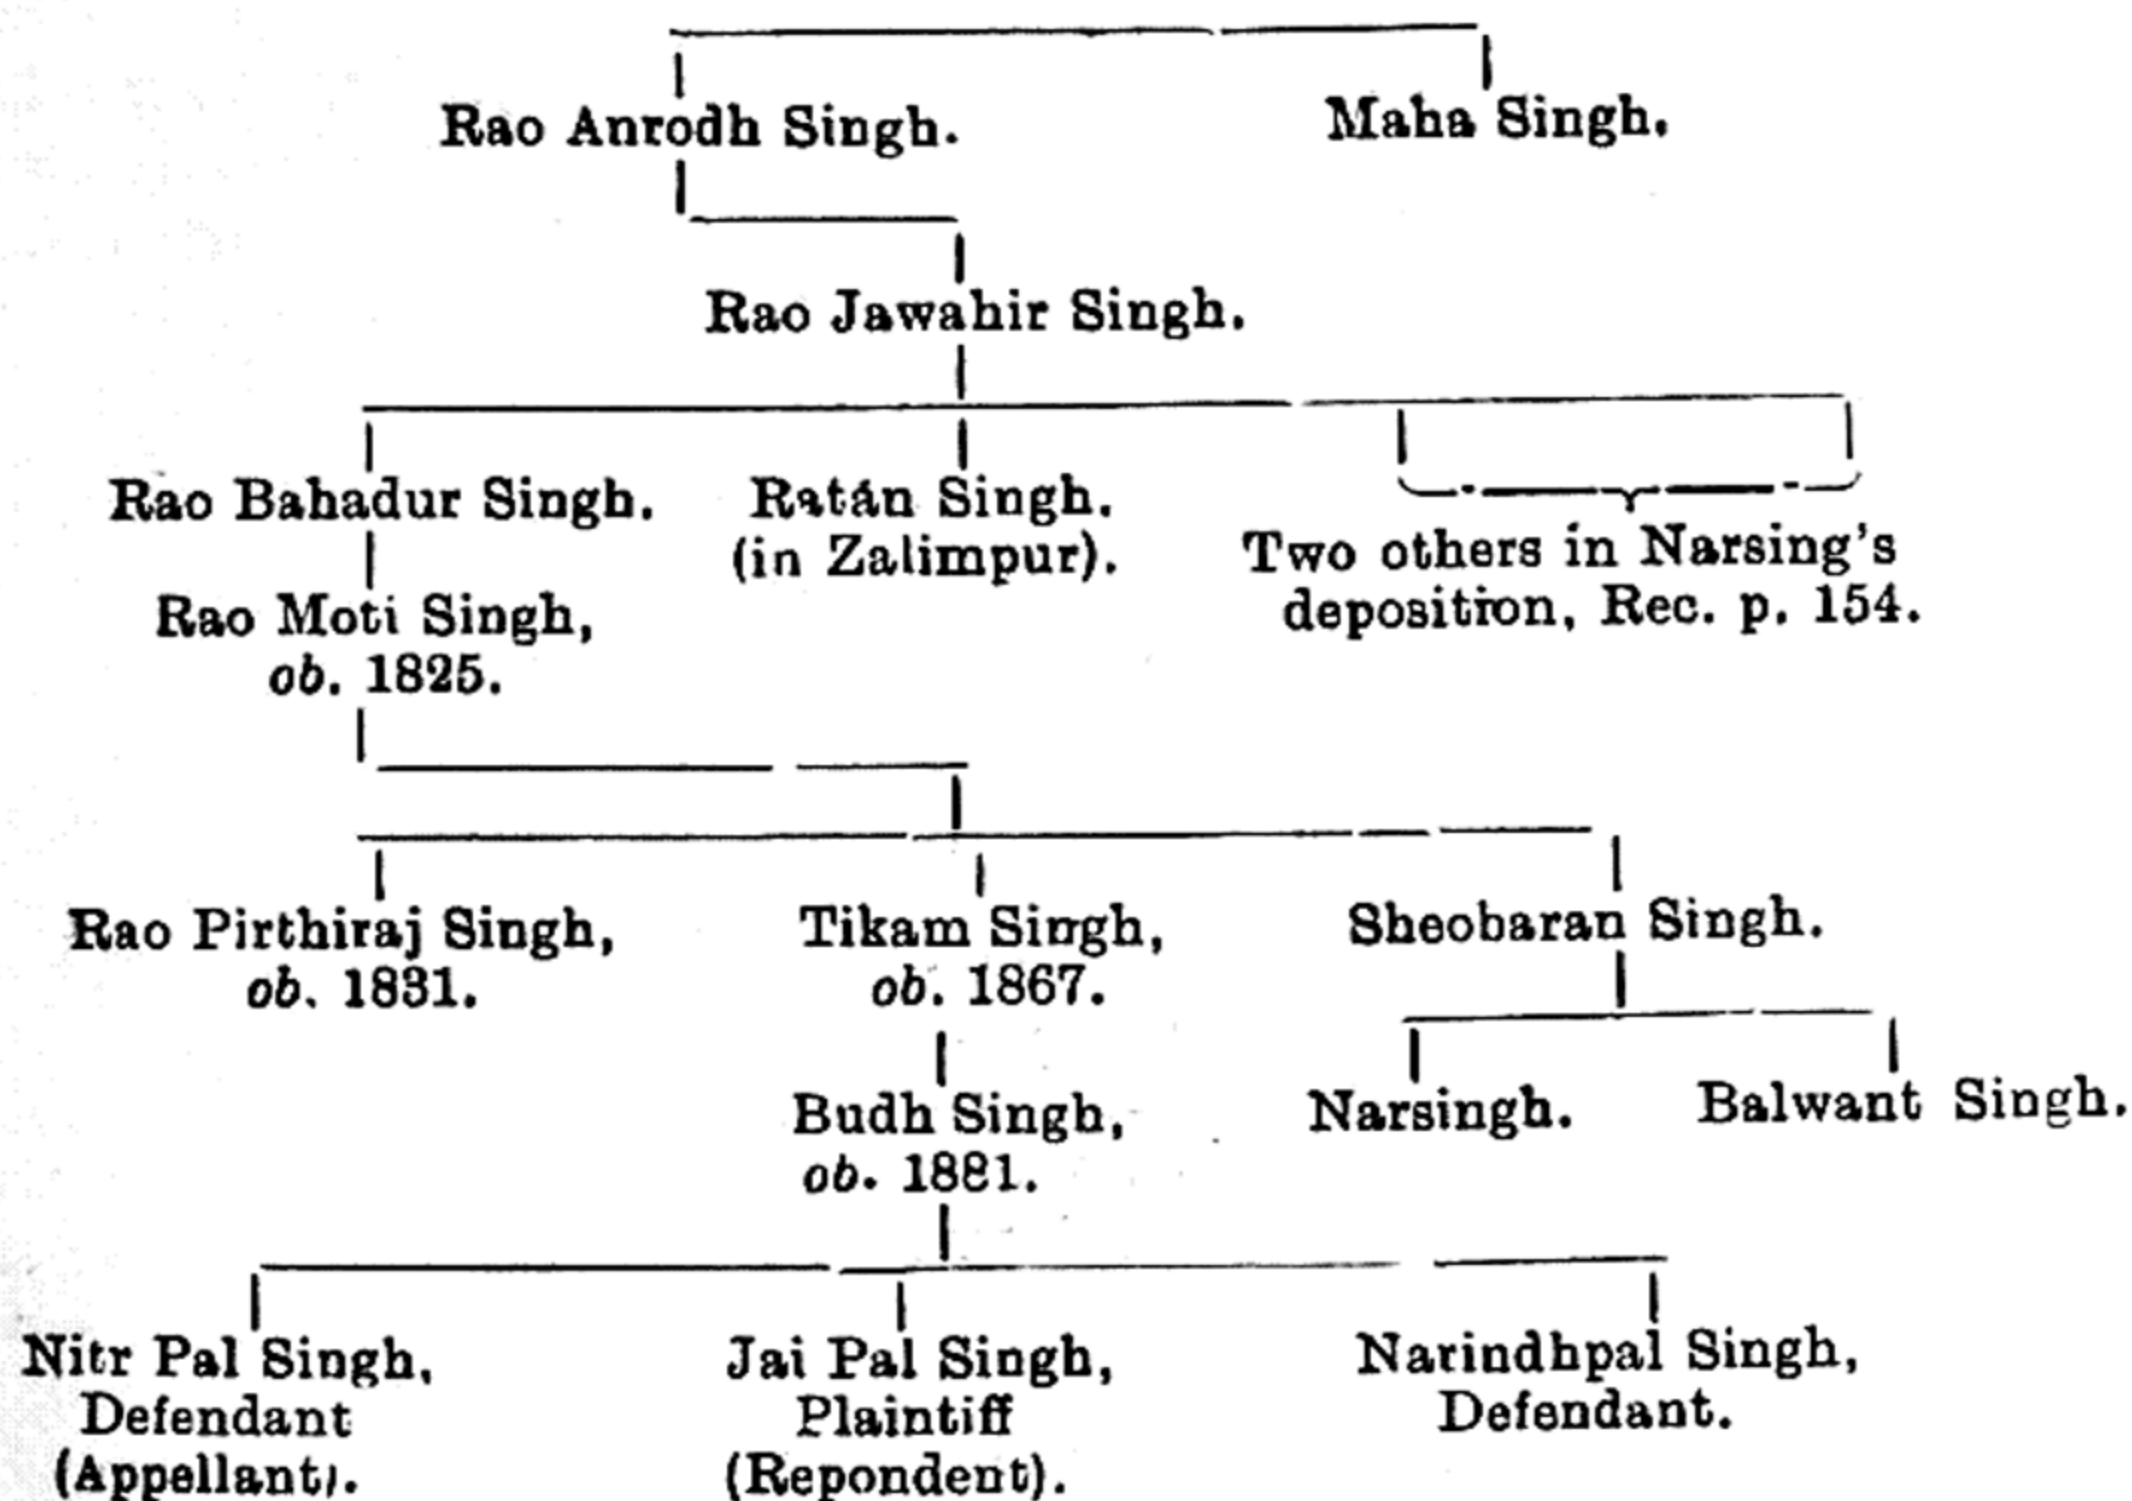 Rao Anrodh Singh.
Maha Singh.
Rao Jawahir Singh.
Rao Bahadur Singh.
Ratán Singh.
(in Zalimpur).
Two others in Narsing's
deposition, Rec. p. 154.
Rao Moti Singh,
ob. 1825.
Rao Pirthiraj Singh,
ob. 1831.
Tikam Singh,
ob. 1867.
Sheobaran Singh.
Budh Singh,
ob. 1881.
Narsingh.
Balwant Singh.
Nitr Pal Singh,
Defendant
(Appellant).
Jai Pal Singh,
Plaintiff
(Repondent).
Narindhpal Singh,
Defendant.